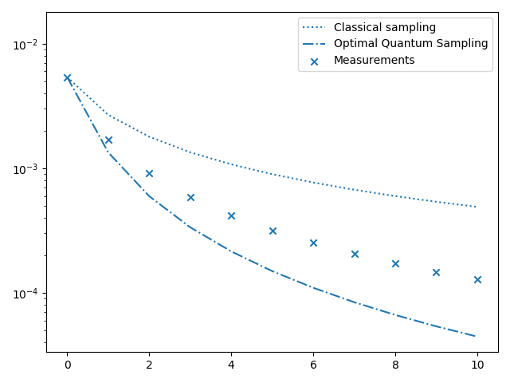 Classical sampling
Optimal Quantum Sampling
Measurements
10⁻²
10⁻³
10⁻⁴
0 2 4 6 8 10